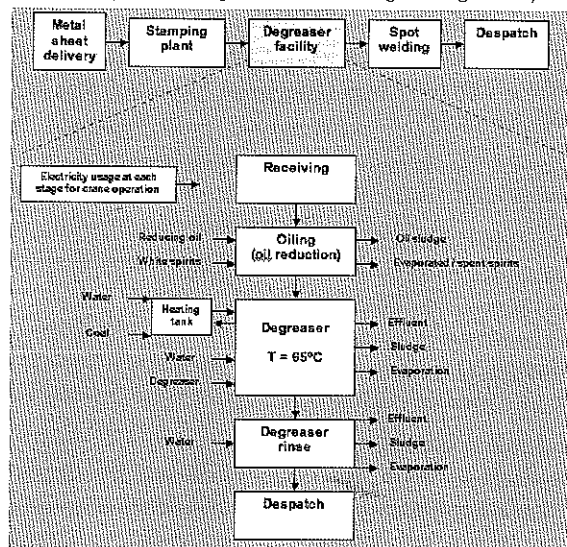 Metal
sheet
delivery
Stamping
plant
Degreaser
facility
Spot
welding
Despatch
Electricity usage at each
stage for crane operation
Receiving
Reducing oil
White spirits
Oiling
(oil reduction)
Oil sludge
Evaporated / spent spirits
Water
Coal
Heating
tank
Water
Degreaser
Degreaser
T = 65ºC
Effluent
Sludge
Evaporation
Water
Degreaser
rinse
Effluent
Sludge
Evaporation
Despatch